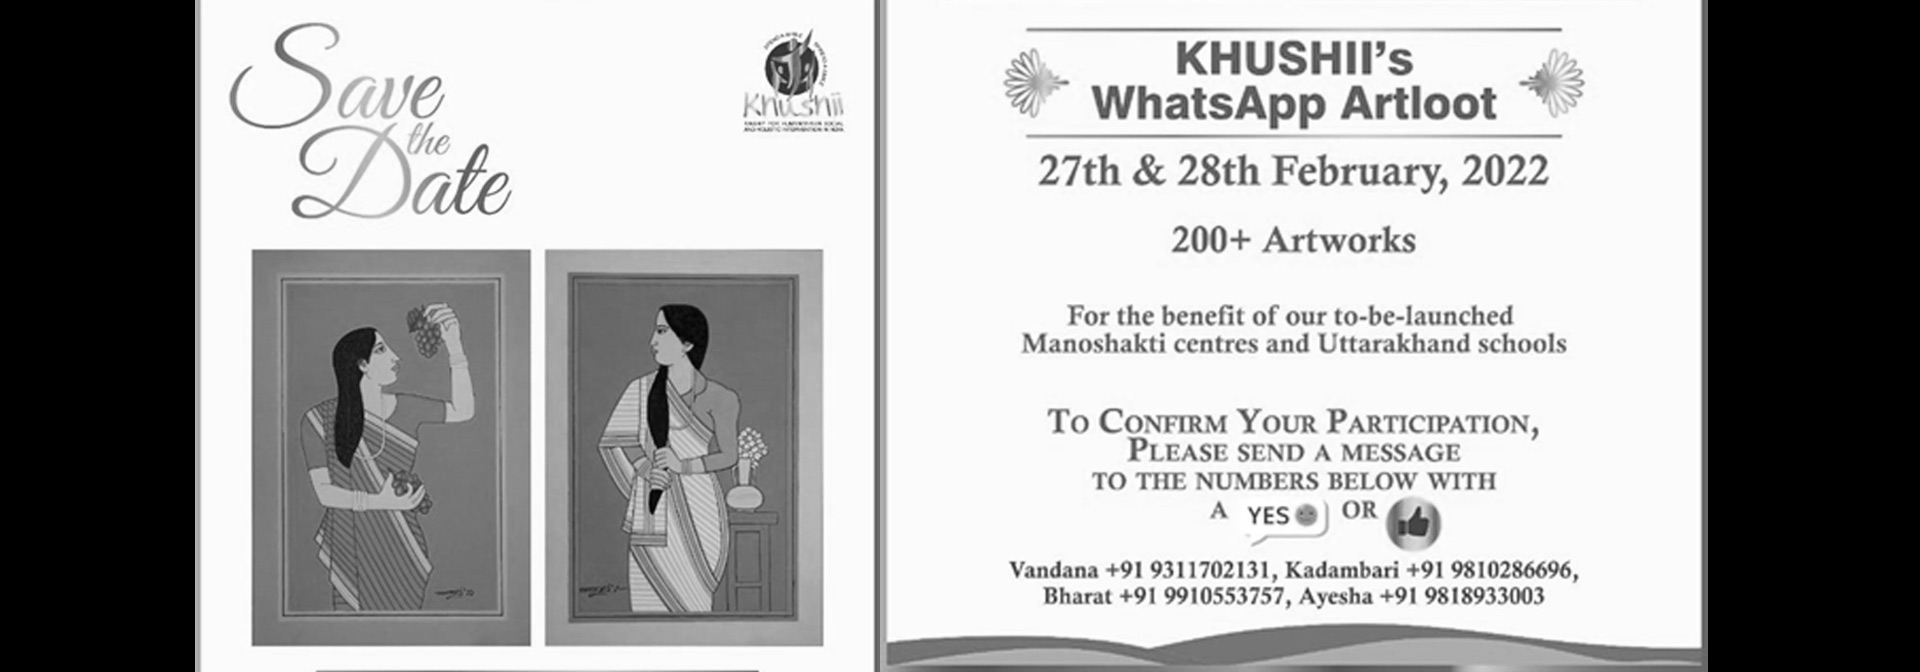 Save
the
Date
Khushii
KHUSHII's
WhatsApp Artloot
27th & 28th February, 2022
200+ Artworks
For the benefit of our to-be-launched
Manoshakti centres and Uttarakhand schools
To Confirm Your Participation,
Please send a message
to the numbers below with
a YES or
Vandana +91 9311702131, Kadambari +91 9810286696,
Bharat +91 9910553757, Ayesha +91 9818933003